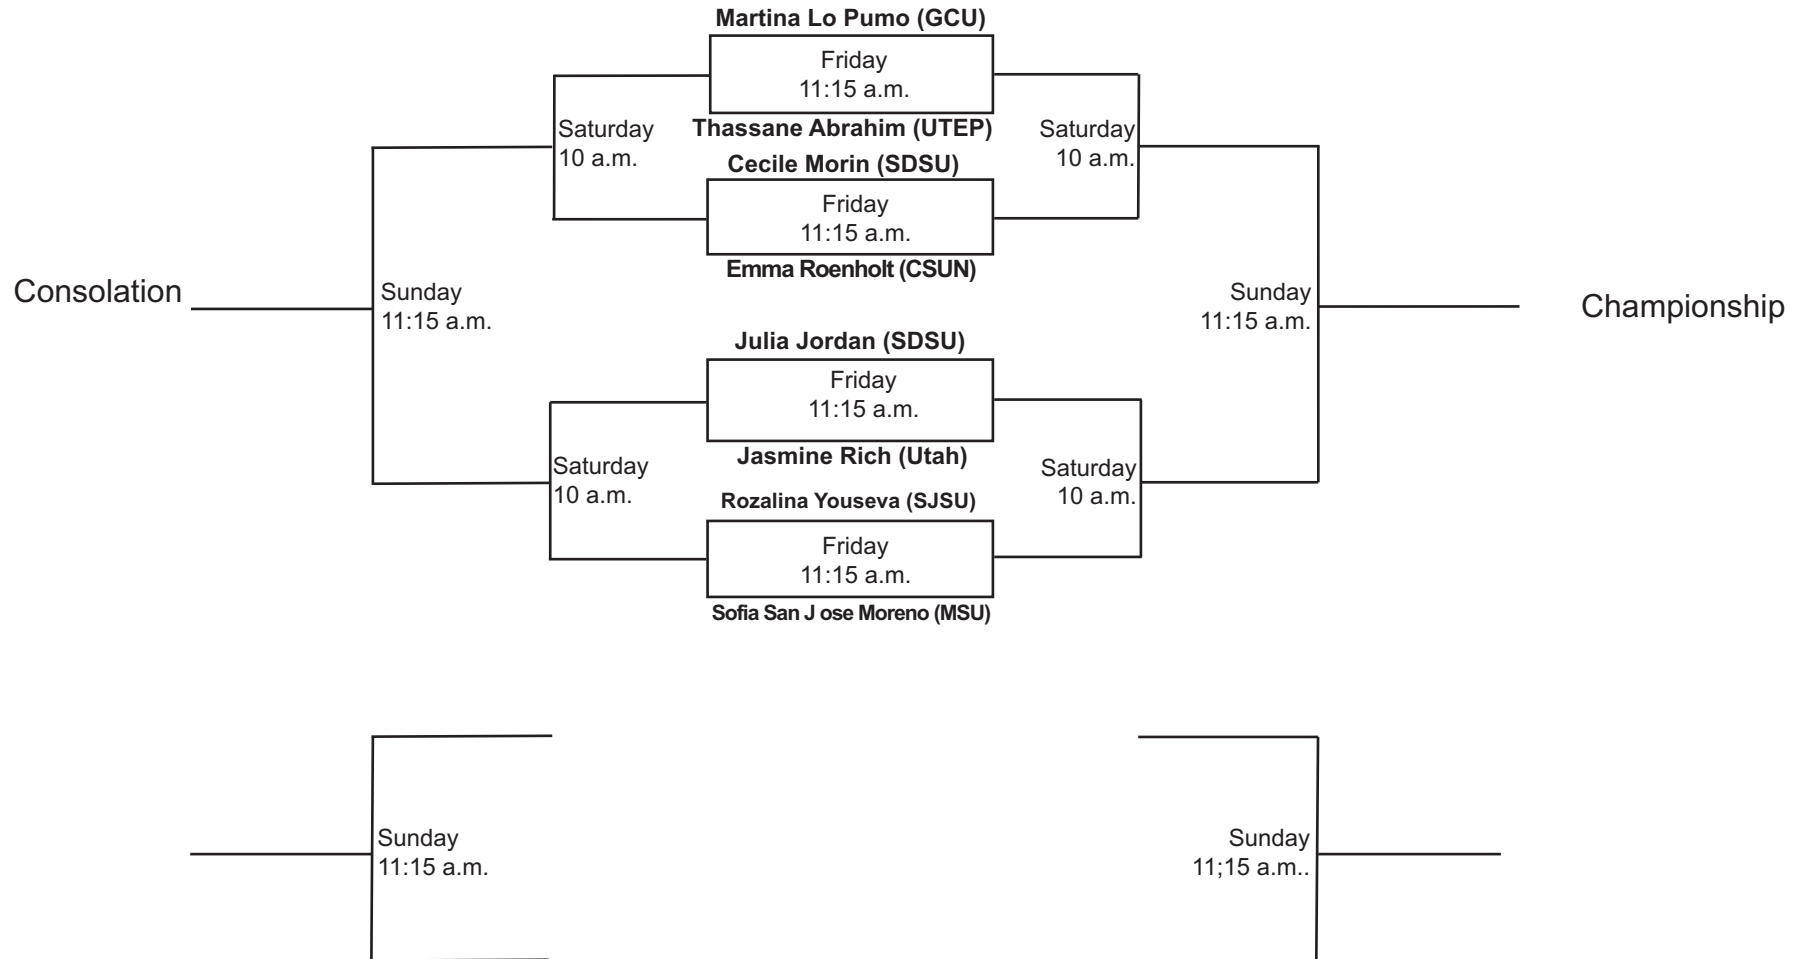 Martina Lo Pumo (GCU)
Friday
11:15 a.m.
Saturday
10 a.m.
Thassane Abrahim (UTEP)
Saturday
10 a.m.
Cecile Morin (SDSU)
Friday
11:15 a.m.
Emma Roenholt (CSUN)
Consolation
Sunday
11:15 a.m.
Sunday
11:15 a.m.
Championship
Julia Jordan (SDSU)
Friday
11:15 a.m.
Jasmine Rich (Utah)
Saturday
10 a.m.
Saturday
10 a.m.
Rozalina Youseva (SJSU)
Friday
11:15 a.m.
Sofia San J ose Moreno (MSU)
Sunday
11:15 a.m.
Sunday
11;15 a.m..